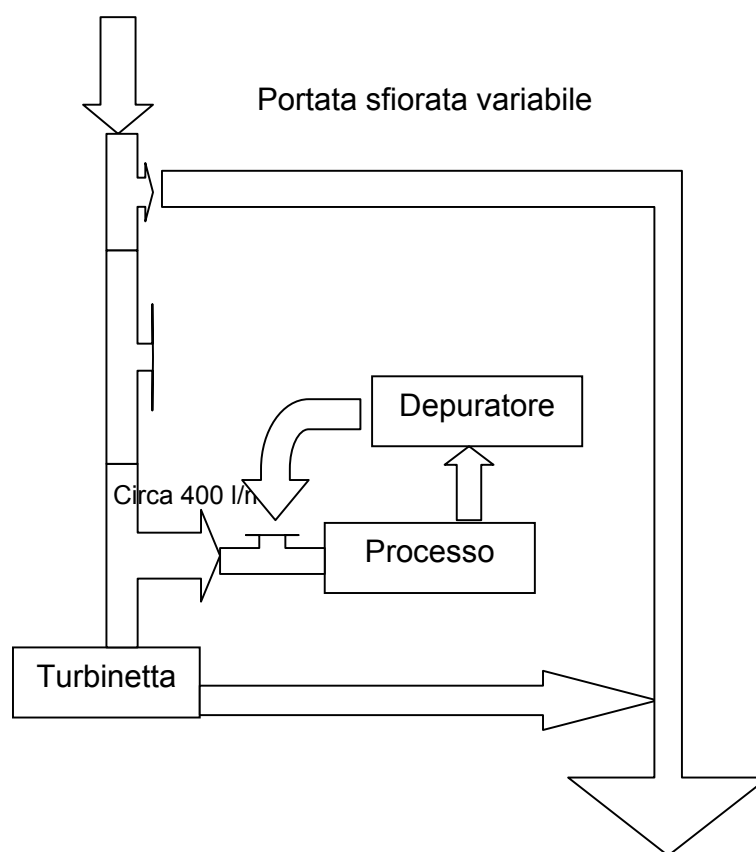 Portata sfiorata variabile
Depuratore
Circa 400 l/
Processo
Turbinetta